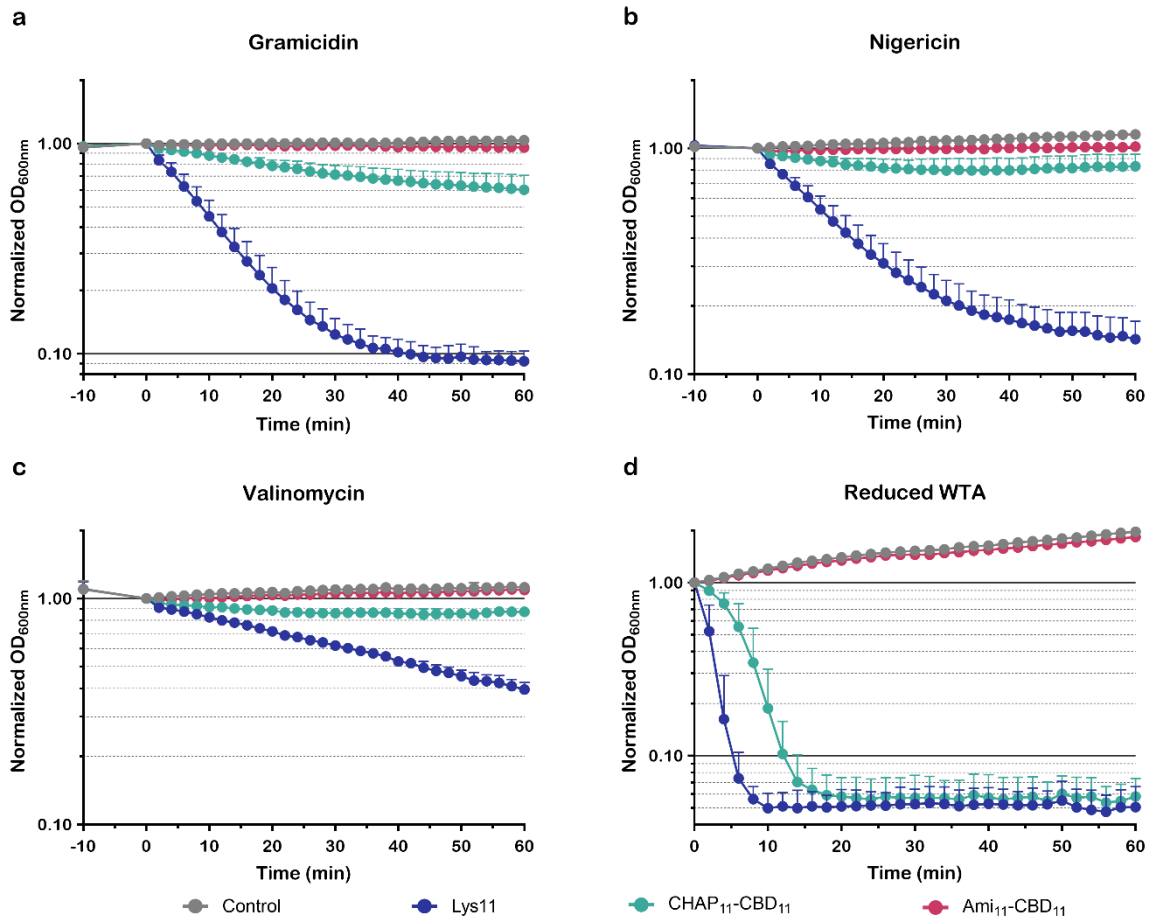 a
Gramicidin
Normalized OD600nm
1.00
0.10
-10 0 10 20 30 40 50 60
Time (min)
b
Nigericin
Normalized OD600nm
1.00
0.10
-10 0 10 20 30 40 50 60
Time (min)
c
Valinomycin
Normalized OD600nm
1.00
0.10
-10 0 10 20 30 40 50 60
Time (min)
d
Reduced WTA
Normalized OD600nm
1.00
0.10
0 10 20 30 40 50 60
Time (min)
Control Lys11 CHAP11-CBD11 Ami11-CBD11